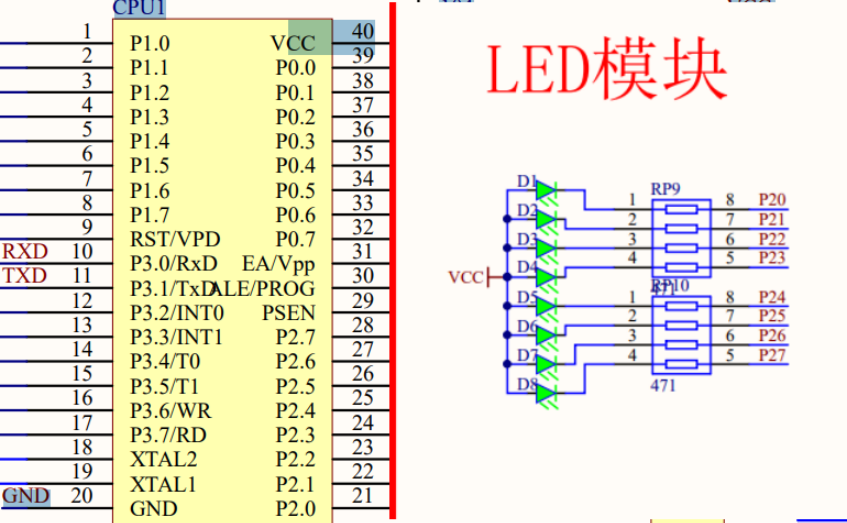 CPU1
1 P1.0 VCC 40
2 P1.1 P0.0 39
3 P1.2 P0.1 38
4 P1.3 P0.2 37
5 P1.4 P0.3 36
6 P1.5 P0.4 35
7 P1.6 P0.5 34
8 P1.7 P0.6 33
9 RST/VPD P0.7 32
RXD 10 P3.0/RxD EA/Vpp 31
TXD 11 P3.1/TxD ALE/PROG 30
12 P3.2/INT0 PSEN 29
13 P3.3/INT1 P2.7 28
14 P3.4/T0 P2.6 27
15 P3.5/T1 P2.5 26
16 P3.6/WR P2.4 25
17 P3.7/RD P2.3 24
18 XTAL2 P2.2 23
19 XTAL1 P2.1 22
GND 20 GND P2.0 21
LED模块
RP9
D1 1 8 P20
D2 2 7 P21
D3 3 6 P22
D4 4 5 P23
VCC
471
RP10
D5 1 8 P24
D6 2 7 P25
D7 3 6 P26
D8 4 5 P27
471